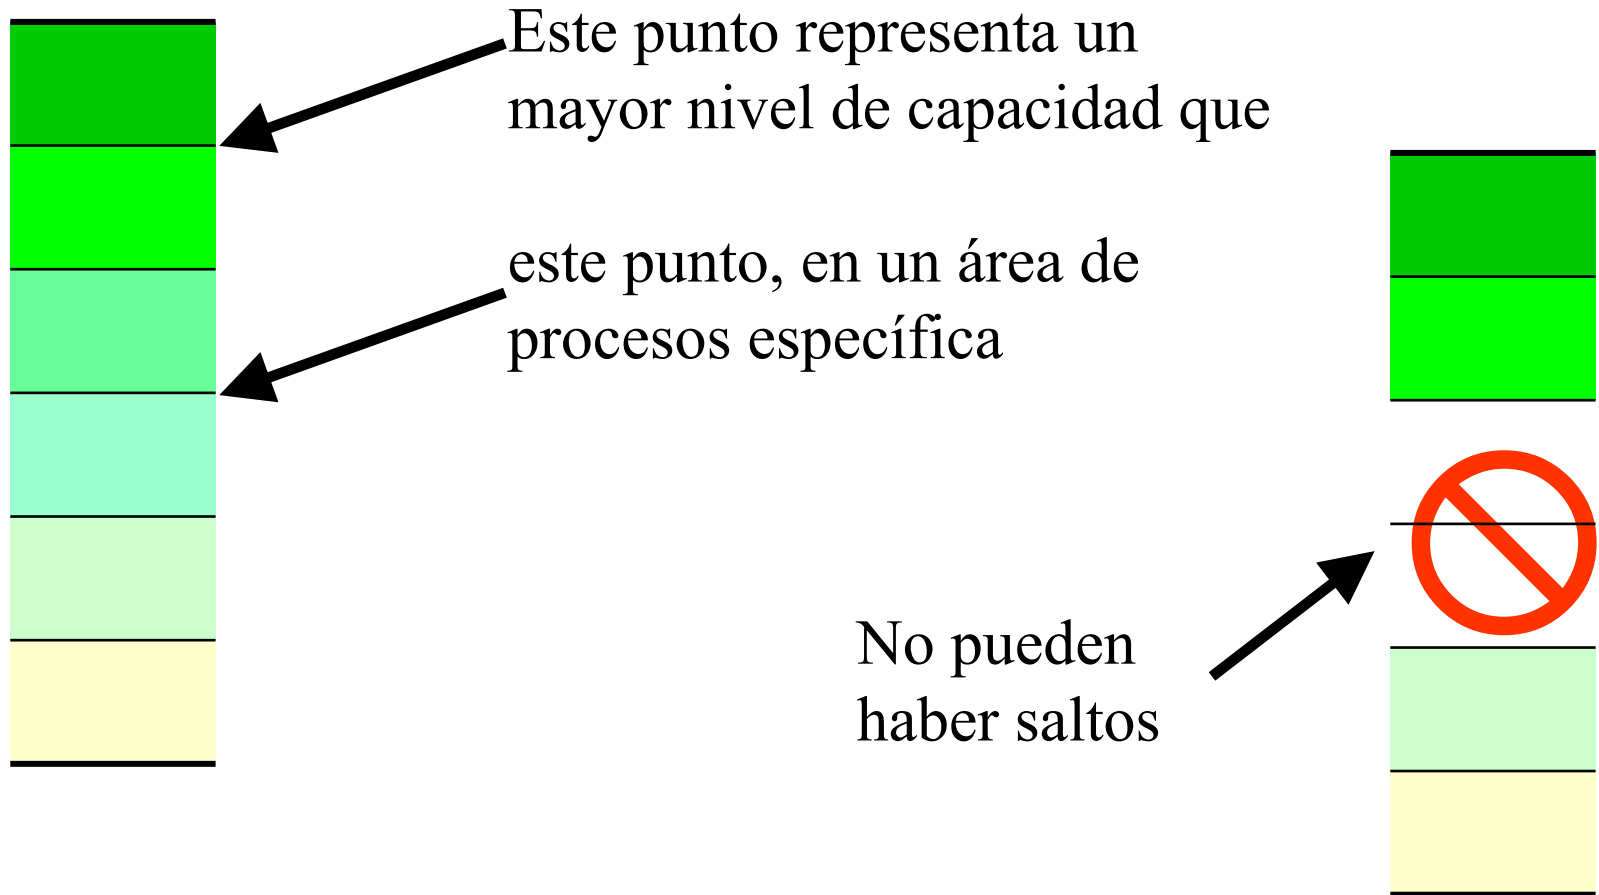 Este punto representa un
mayor nivel de capacidad que
este punto, en un área de
procesos específica
No pueden
haber saltos